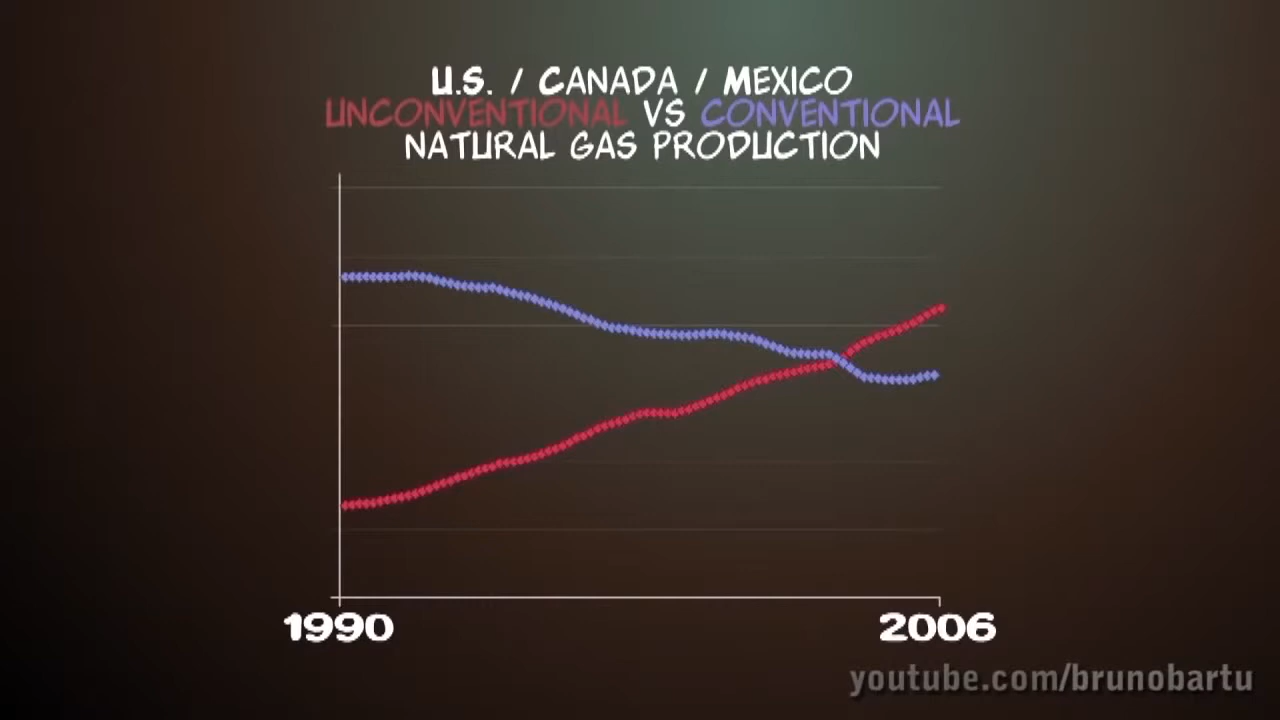 U.S. / CANADA / MEXICO
UNCONVENTIONAL VS CONVENTIONAL
NATURAL GAS PRODUCTION
1990 2006
youtube.com/brunobartu